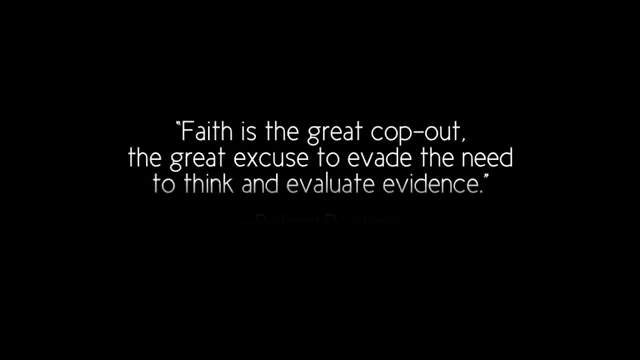 "Faith is the great cop-out,
the great excuse to evade the need
to think and evaluate evidence."